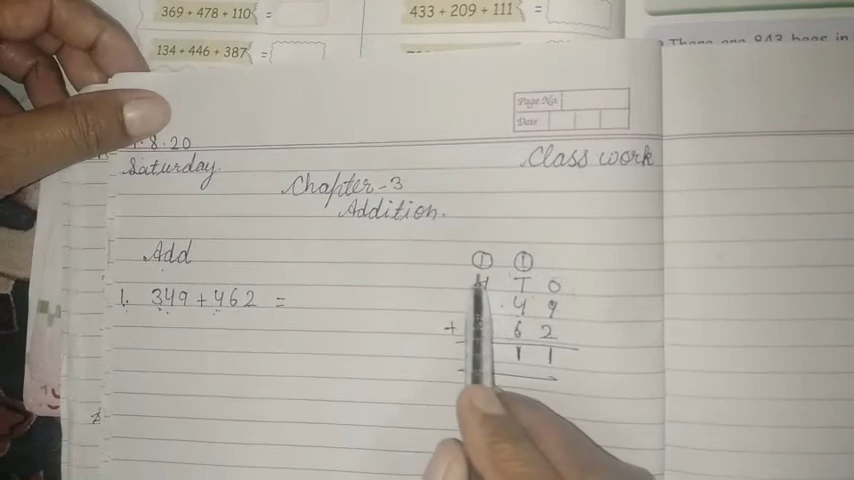 369 + 478 + 110 =
433 + 209 + 111 =
134 + 446 + 387 =
Page No.
Date
.8.20
Saturday.
Class work
Chapter-3
Addition.
Add
1. 349 + 462 =
1 1
H T O
4 9
+ 6 2
1 1